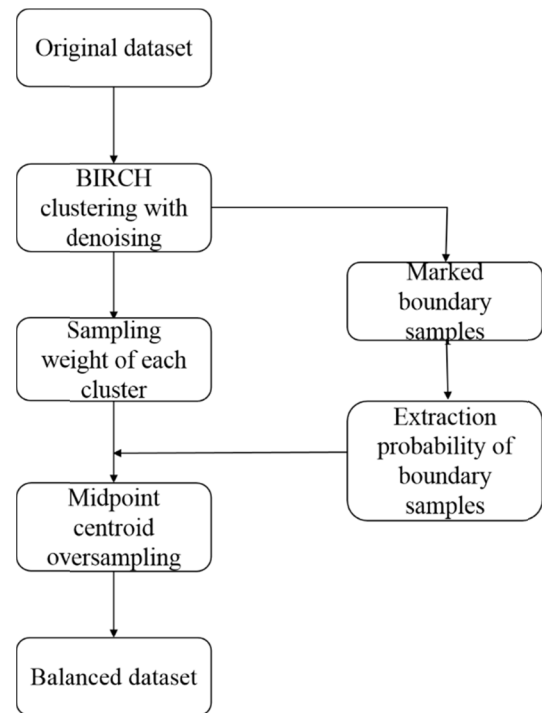 Original dataset
BIRCH
clustering with
denoising
Marked
boundary
samples
Sampling
weight of each
cluster
Extraction
probability of
boundary
samples
Midpoint
centroid
oversampling
Balanced dataset